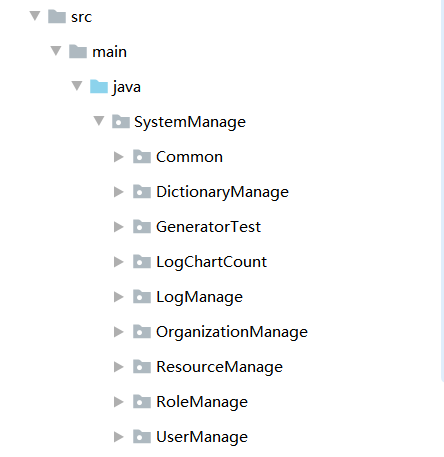 src
main
java
SystemManage
Common
DictionaryManage
GeneratorTest
LogChartCount
LogManage
OrganizationManage
ResourceManage
RoleManage
UserManage